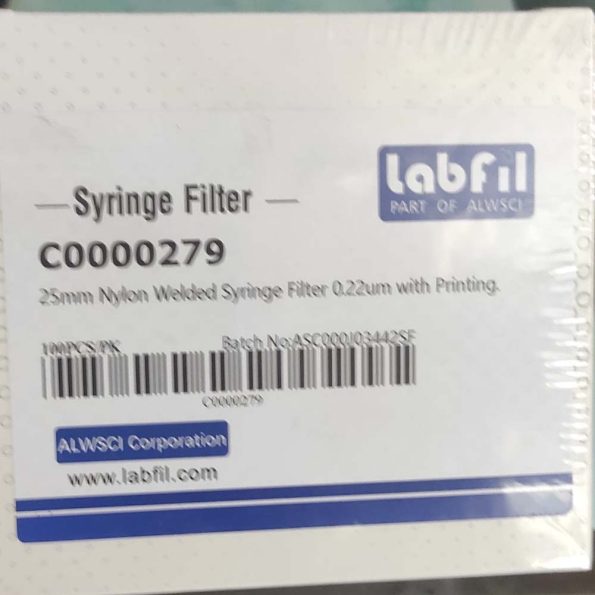 labfil
PART OF ALWSCI
—Syringe Filter—
C0000279
25mm Nylon Welded Syringe Filter 0.22um with Printing.
100PCS/PK Batch No:ASC000J03442SF
C0000279
ALWSCI Corporation
www.labfil.com